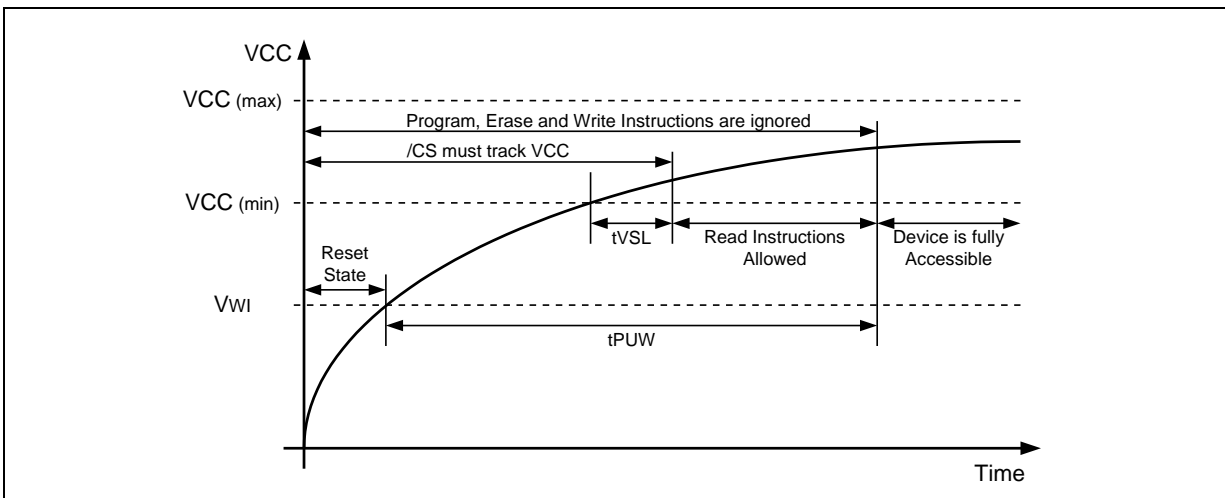 VCC
VCC (max)
Program, Erase and Write Instructions are ignored
/CS must track VCC
VCC (min)
tVSL
Read Instructions
Allowed
Device is fully
Accessible
Reset
State
VWI
tPUW
Time